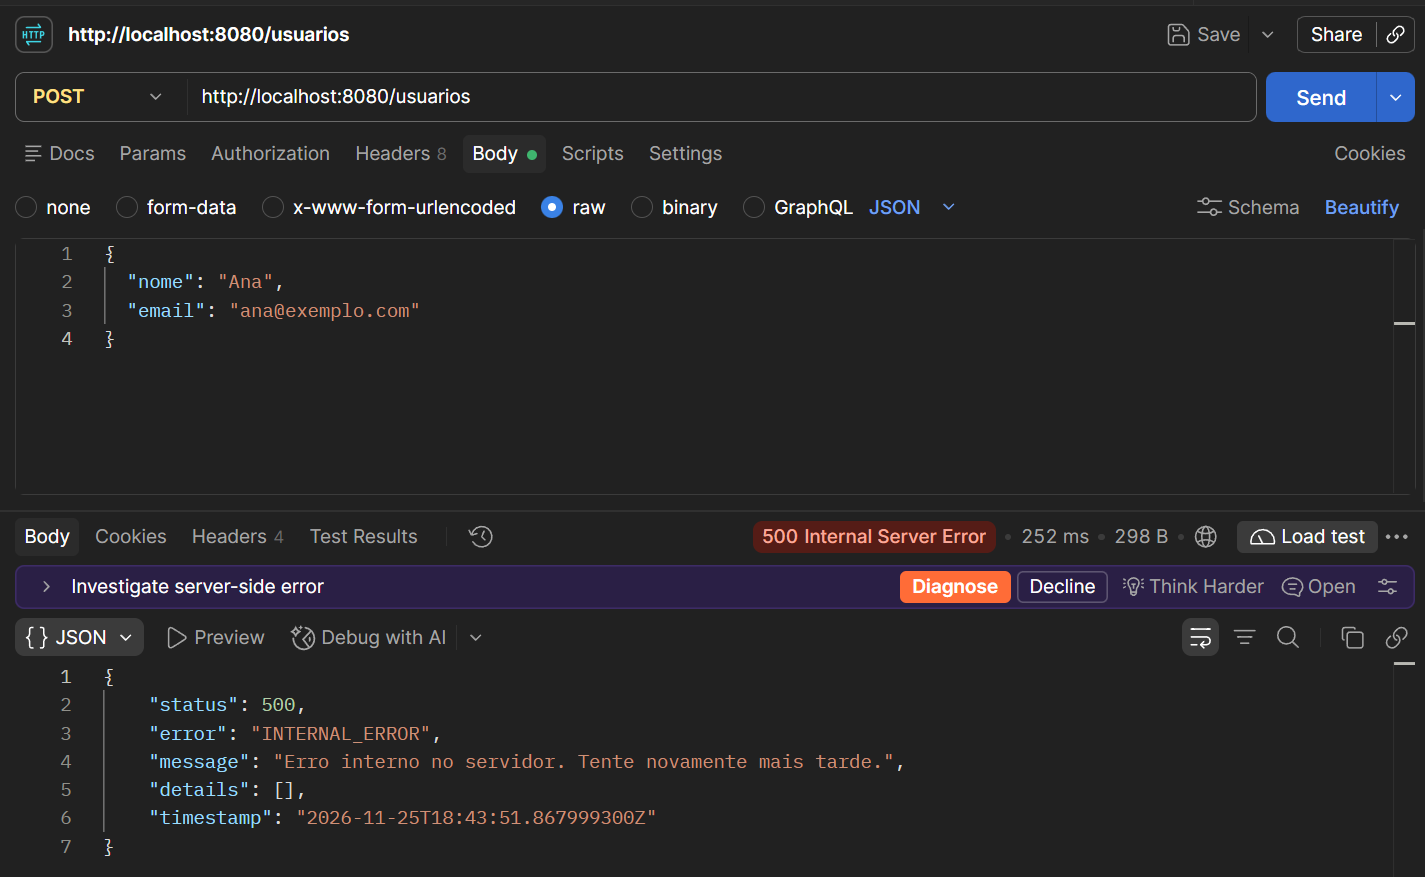 HTTP http://localhost:8080/usuarios Save Share
POST http://localhost:8080/usuarios Send
Docs Params Authorization Headers 8 Body Scripts Settings Cookies
none form-data x-www-form-urlencoded raw binary GraphQL JSON Schema Beautify
1 {
2 "nome": "Ana",
3 "email": "ana@exemplo.com"
4 }
Body Cookies Headers 4 Test Results 500 Internal Server Error • 252 ms • 298 B • Load test
Investigate server-side error Diagnose Decline Think Harder Open
{} JSON Preview Debug with AI
1 {
2 "status": 500,
3 "error": "INTERNAL_ERROR",
4 "message": "Erro interno no servidor. Tente novamente mais tarde.",
5 "details": [],
6 "timestamp": "2026-11-25T18:43:51.867999300Z"
7 }